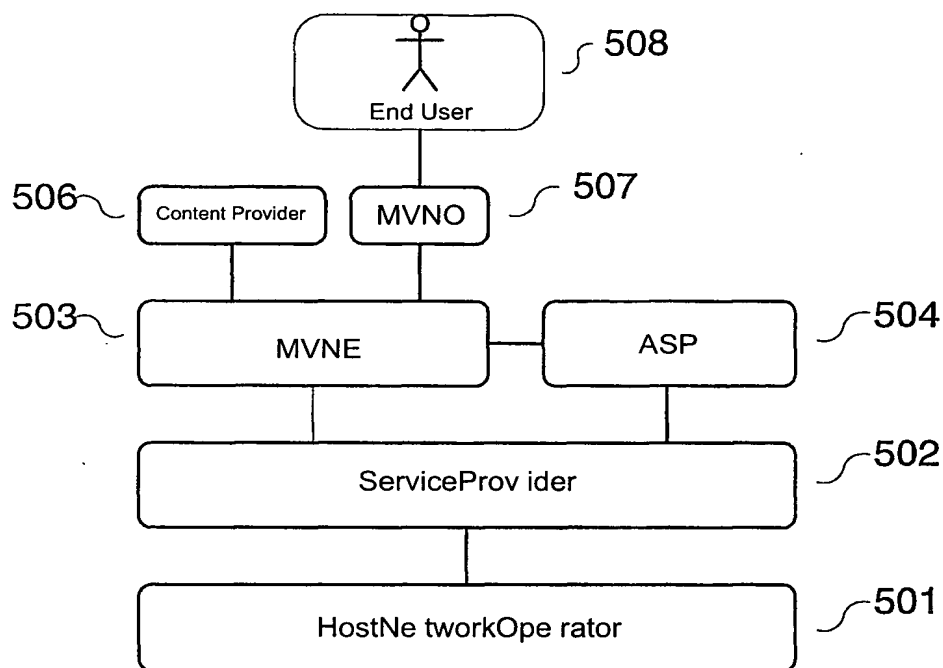 508
End User
506
Content Provider
MVNO
507
503
MVNE
ASP
504
ServiceProv ider
502
HostNe tworkOpe rator
501